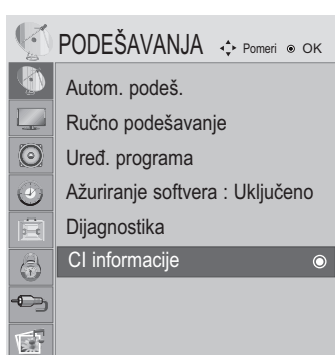 PODEŠAVANJA Pomeri OK
Autom. podeš.
Ručno podešavanje
Uređ. programa
Ažuriranje softvera : Uključeno
Dijagnostika
CI informacije